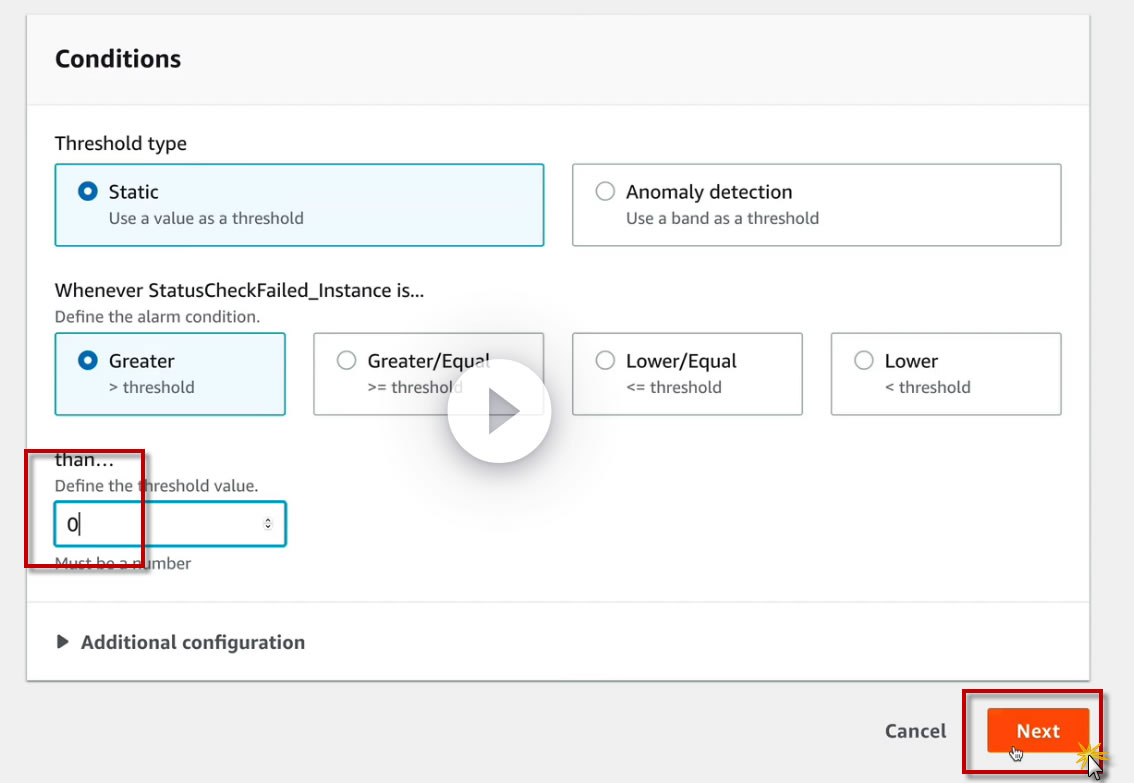 Conditions
Threshold type
Static
Use a value as a threshold
Anomaly detection
Use a band as a threshold
Whenever StatusCheckFailed_Instance is...
Define the alarm condition.
Greater
> threshold
Greater/Equal
>= threshold
Lower/Equal
<= threshold
Lower
< threshold
than...
Define the threshold value.
0
Must be a number
Additional configuration
Cancel
Next